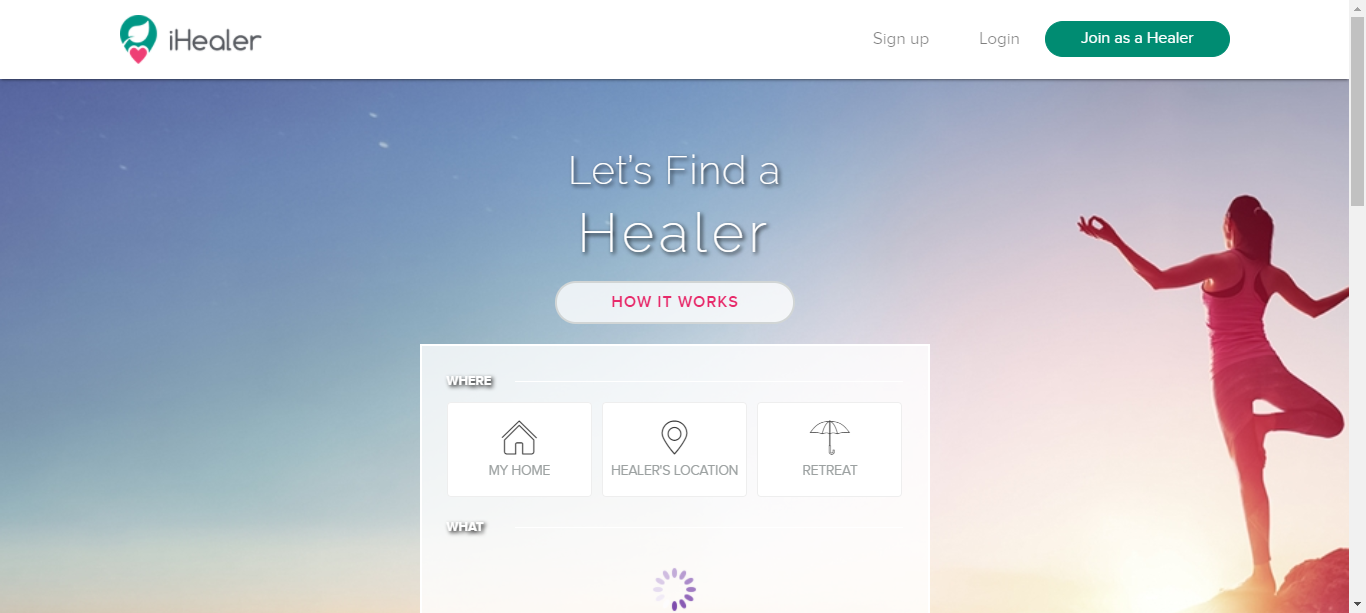 iHealer
Sign up
Login
Join as a Healer
Let's Find a
Healer
HOW IT WORKS
WHERE
MY HOME
HEALER'S LOCATION
RETREAT
WHAT